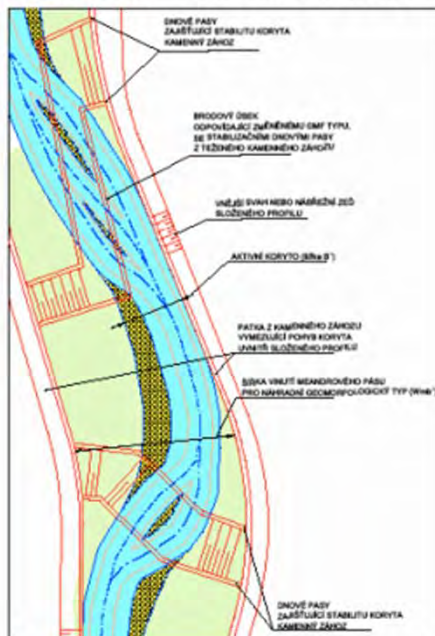 DNOVÉ PASY
ZAJIŠŤUJÍCÍ STABILITU KORYTA
KAMENNÝ ZÁHOZ
BRODOVÝ ÚSEK
ODPOVÍDAJÍCÍ ZMĚNĚNÉMU GMF TYPU,
SE STABILIZAČNÍMI DNOVÝMI PASY
Z TĚŽENÉHO KAMENNÉHO ZÁHOZU
VNĚJŠÍ SVAH NEBO NÁBŘEŽNÍ ZEĎ
SLOŽENÉHO PROFILU
AKTIVNÍ KORYTO (šířka B')
PATKA Z KAMENNÉHO ZÁHOZU
VYMEZUJÍCÍ POHYB KORYTA
UVNITŘ SLOŽENÉHO PROFILU
ŠÍŘKA VINUTÍ MEANDROVÉHO PÁSU
PRO NÁHRADNÍ GEOMORFOLOGICKÝ TYP
DNOVÉ PASY
ZAJIŠŤUJÍCÍ STABILITU KORYTA
KAMENNÝ ZÁHOZ